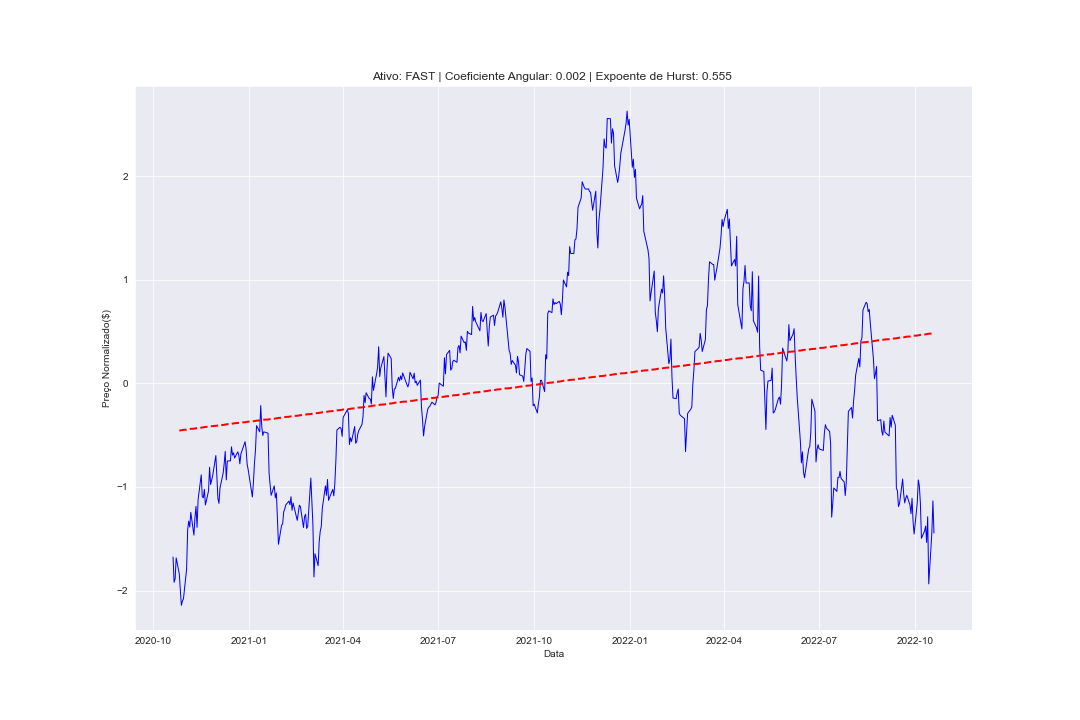 Ativo: FAST | Coeficiente Angular: 0.002 | Expoente de Hurst: 0.555
Preço Normalizado($)
2
1
0
−1
−2
2020-10 2021-01 2021-04 2021-07 2021-10 2022-01 2022-04 2022-07 2022-10
Data